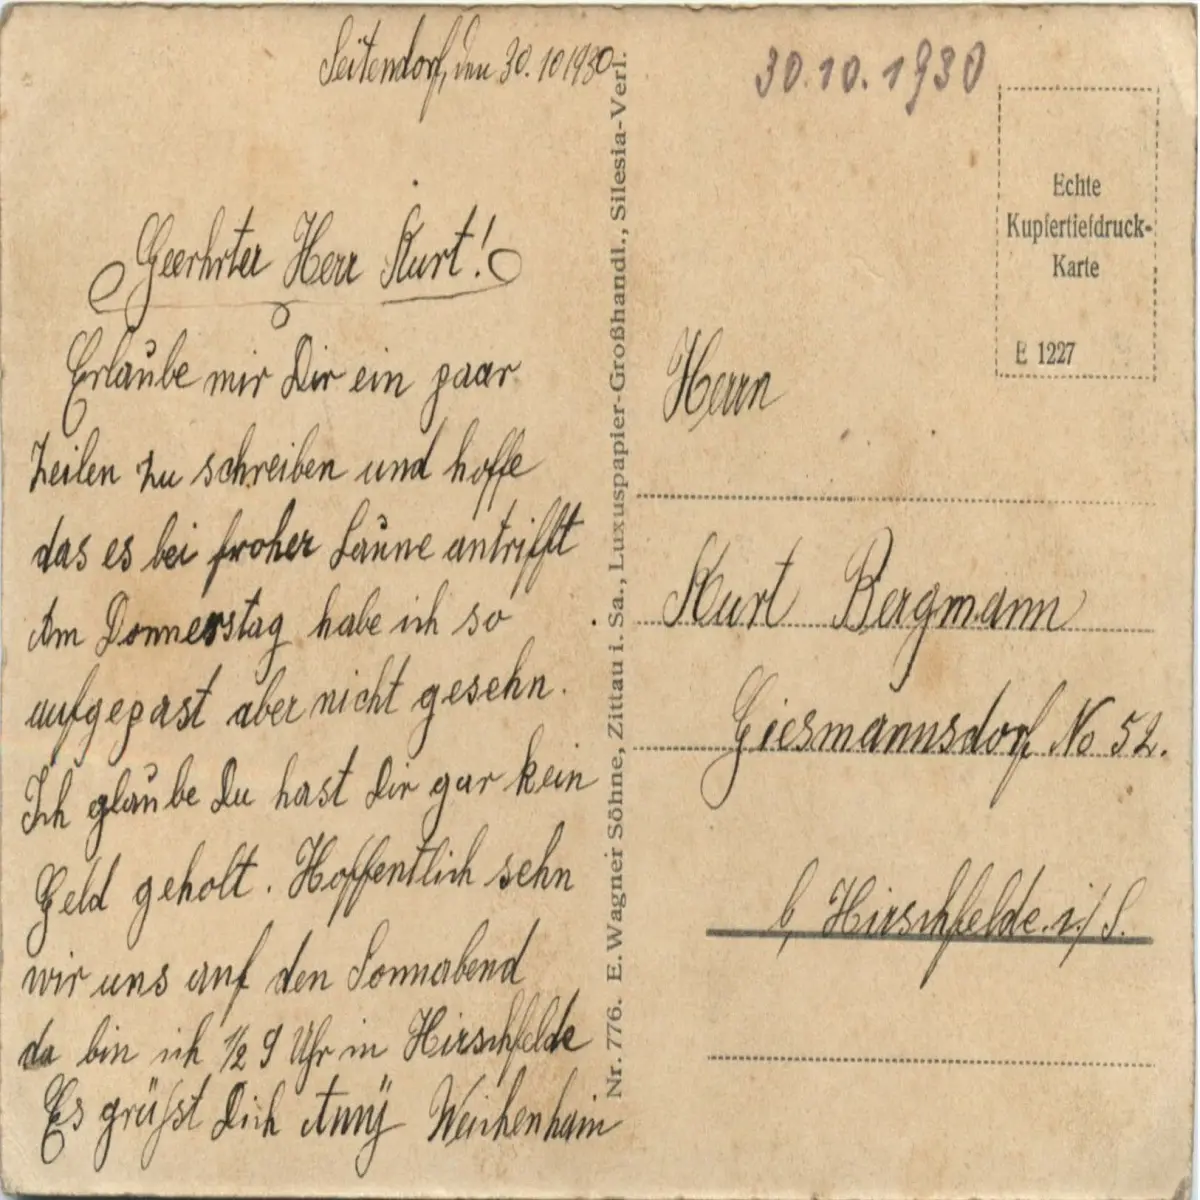 Seitendorf, den 30.10 1930
Geerhrter Herr Kurt!
Erlaube mir Dir ein paar
Zeilen zu schreiben und hoffe
das es bei froher Laune antrifft
Am Donnerstag habe ich so
aufgepast aber nicht gesehn.
Ich glaube Du hast Dir gar kein
Geld geholt. Hoffentlich sehn
wir uns auf den Sonnabend
da bin ich 1/2 9 Uhr in Hirschfelde
Es grüsst Dich Anny Weichenhain
Nr. 776. E. Wagner Söhne, Zittau i. Sa., Luxuspapier-Großhandl., Silesia-Verl.
30.10.1930
Echte
Kupfertiefdruck-
Karte
E 1227
Herrn
Kurt Bergmann
Giesmannsdorf No 52.
b, Hirschfelde i/S.